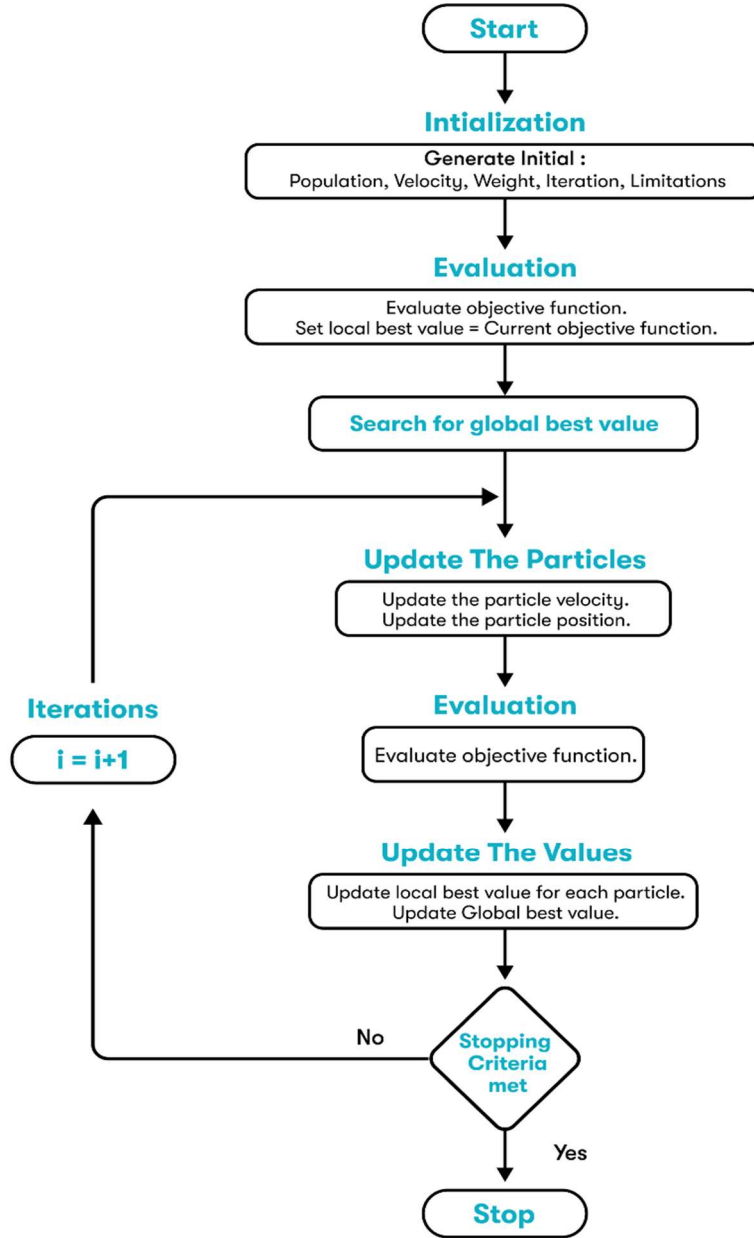 Start
Intialization
Generate Initial :
Population, Velocity, Weight, Iteration, Limitations
Evaluation
Evaluate objective function.
Set local best value = Current objective function.
Search for global best value
Update The Particles
Update the particle velocity.
Update the particle position.
Evaluation
Evaluate objective function.
Update The Values
Update local best value for each particle.
Update Global best value.
Stopping
Criteria
met
No
Iterations
i = i+1
Yes
Stop